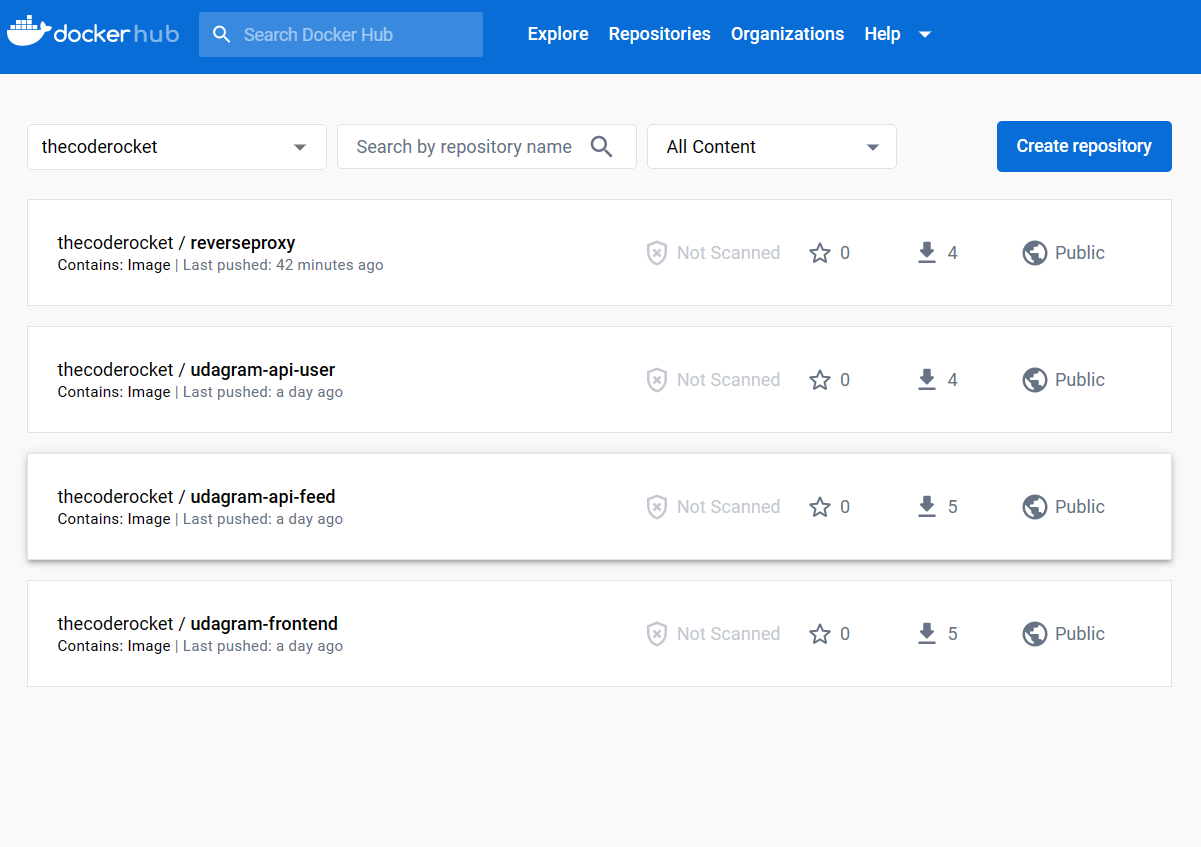 docker hub Search Docker Hub Explore Repositories Organizations Help
thecoderocket Search by repository name All Content Create repository
thecoderocket / reverseproxy
Contains: Image | Last pushed: 42 minutes ago
Not Scanned 0 4 Public
thecoderocket / udagram-api-user
Contains: Image | Last pushed: a day ago
Not Scanned 0 4 Public
thecoderocket / udagram-api-feed
Contains: Image | Last pushed: a day ago
Not Scanned 0 5 Public
thecoderocket / udagram-frontend
Contains: Image | Last pushed: a day ago
Not Scanned 0 5 Public